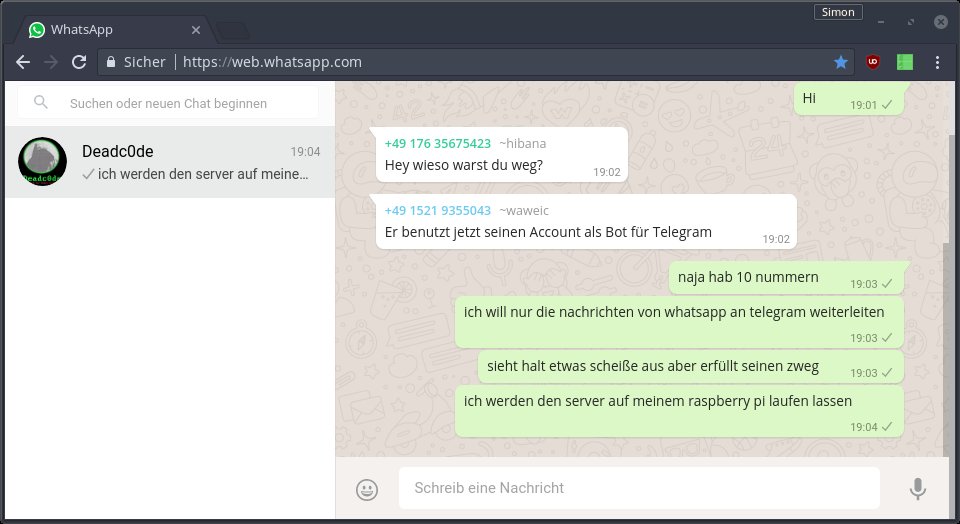 Simon
WhatsApp
Sicher https://web.whatsapp.com
UD
Suchen oder neuen Chat beginnen
Deadc0de 19:04
ich werden den server auf meine…
Deadc0de
Hi 19:01
+49 176 35675423 ~hibana
Hey wieso warst du weg?
19:02
+49 1521 9355043 ~waweic
Er benutzt jetzt seinen Account als Bot für Telegram
19:02
naja hab 10 nummern 19:03
ich will nur die nachrichten von whatsapp an telegram weiterleiten
19:03
sieht halt etwas scheiße aus aber erfüllt seinen zweg 19:03
ich werden den server auf meinem raspberry pi laufen lassen
19:04
Schreib eine Nachricht